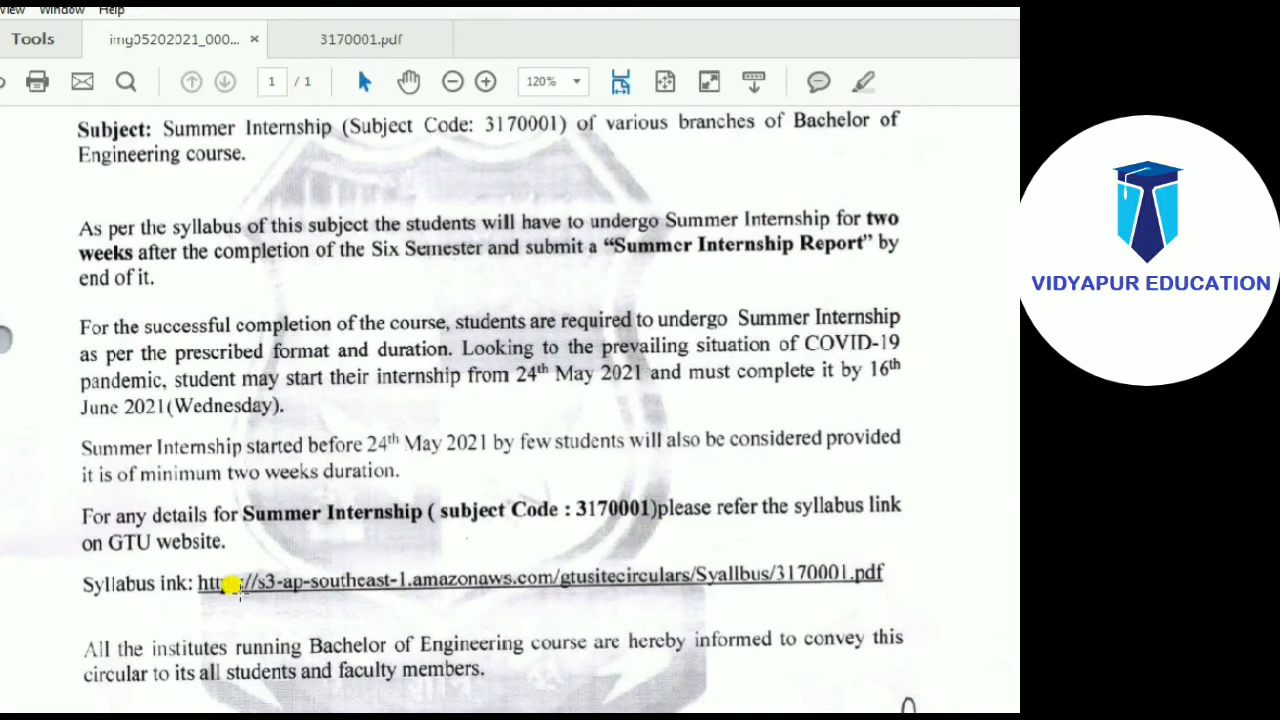 View Window Help
Tools img05202021_000... × 3170001.pdf
1 / 1 120%
Subject: Summer Internship (Subject Code: 3170001) of various branches of Bachelor of
Engineering course.
As per the syllabus of this subject the students will have to undergo Summer Internship for two
weeks after the completion of the Six Semester and submit a “Summer Internship Report” by
end of it.
For the successful completion of the course, students are required to undergo Summer Internship
as per the prescribed format and duration. Looking to the prevailing situation of COVID-19
pandemic, student may start their internship from 24th May 2021 and must complete it by 16th
June 2021(Wednesday).
Summer Internship started before 24th May 2021 by few students will also be considered provided
it is of minimum two weeks duration.
For any details for Summer Internship ( subject Code : 3170001)please refer the syllabus link
on GTU website.
Syllabus ink: https://s3-ap-southeast-1.amazonaws.com/gtusitecirculars/Syallbus/3170001.pdf
All the institutes running Bachelor of Engineering course are hereby informed to convey this
circular to its all students and faculty members.
VIDYAPUR EDUCATION